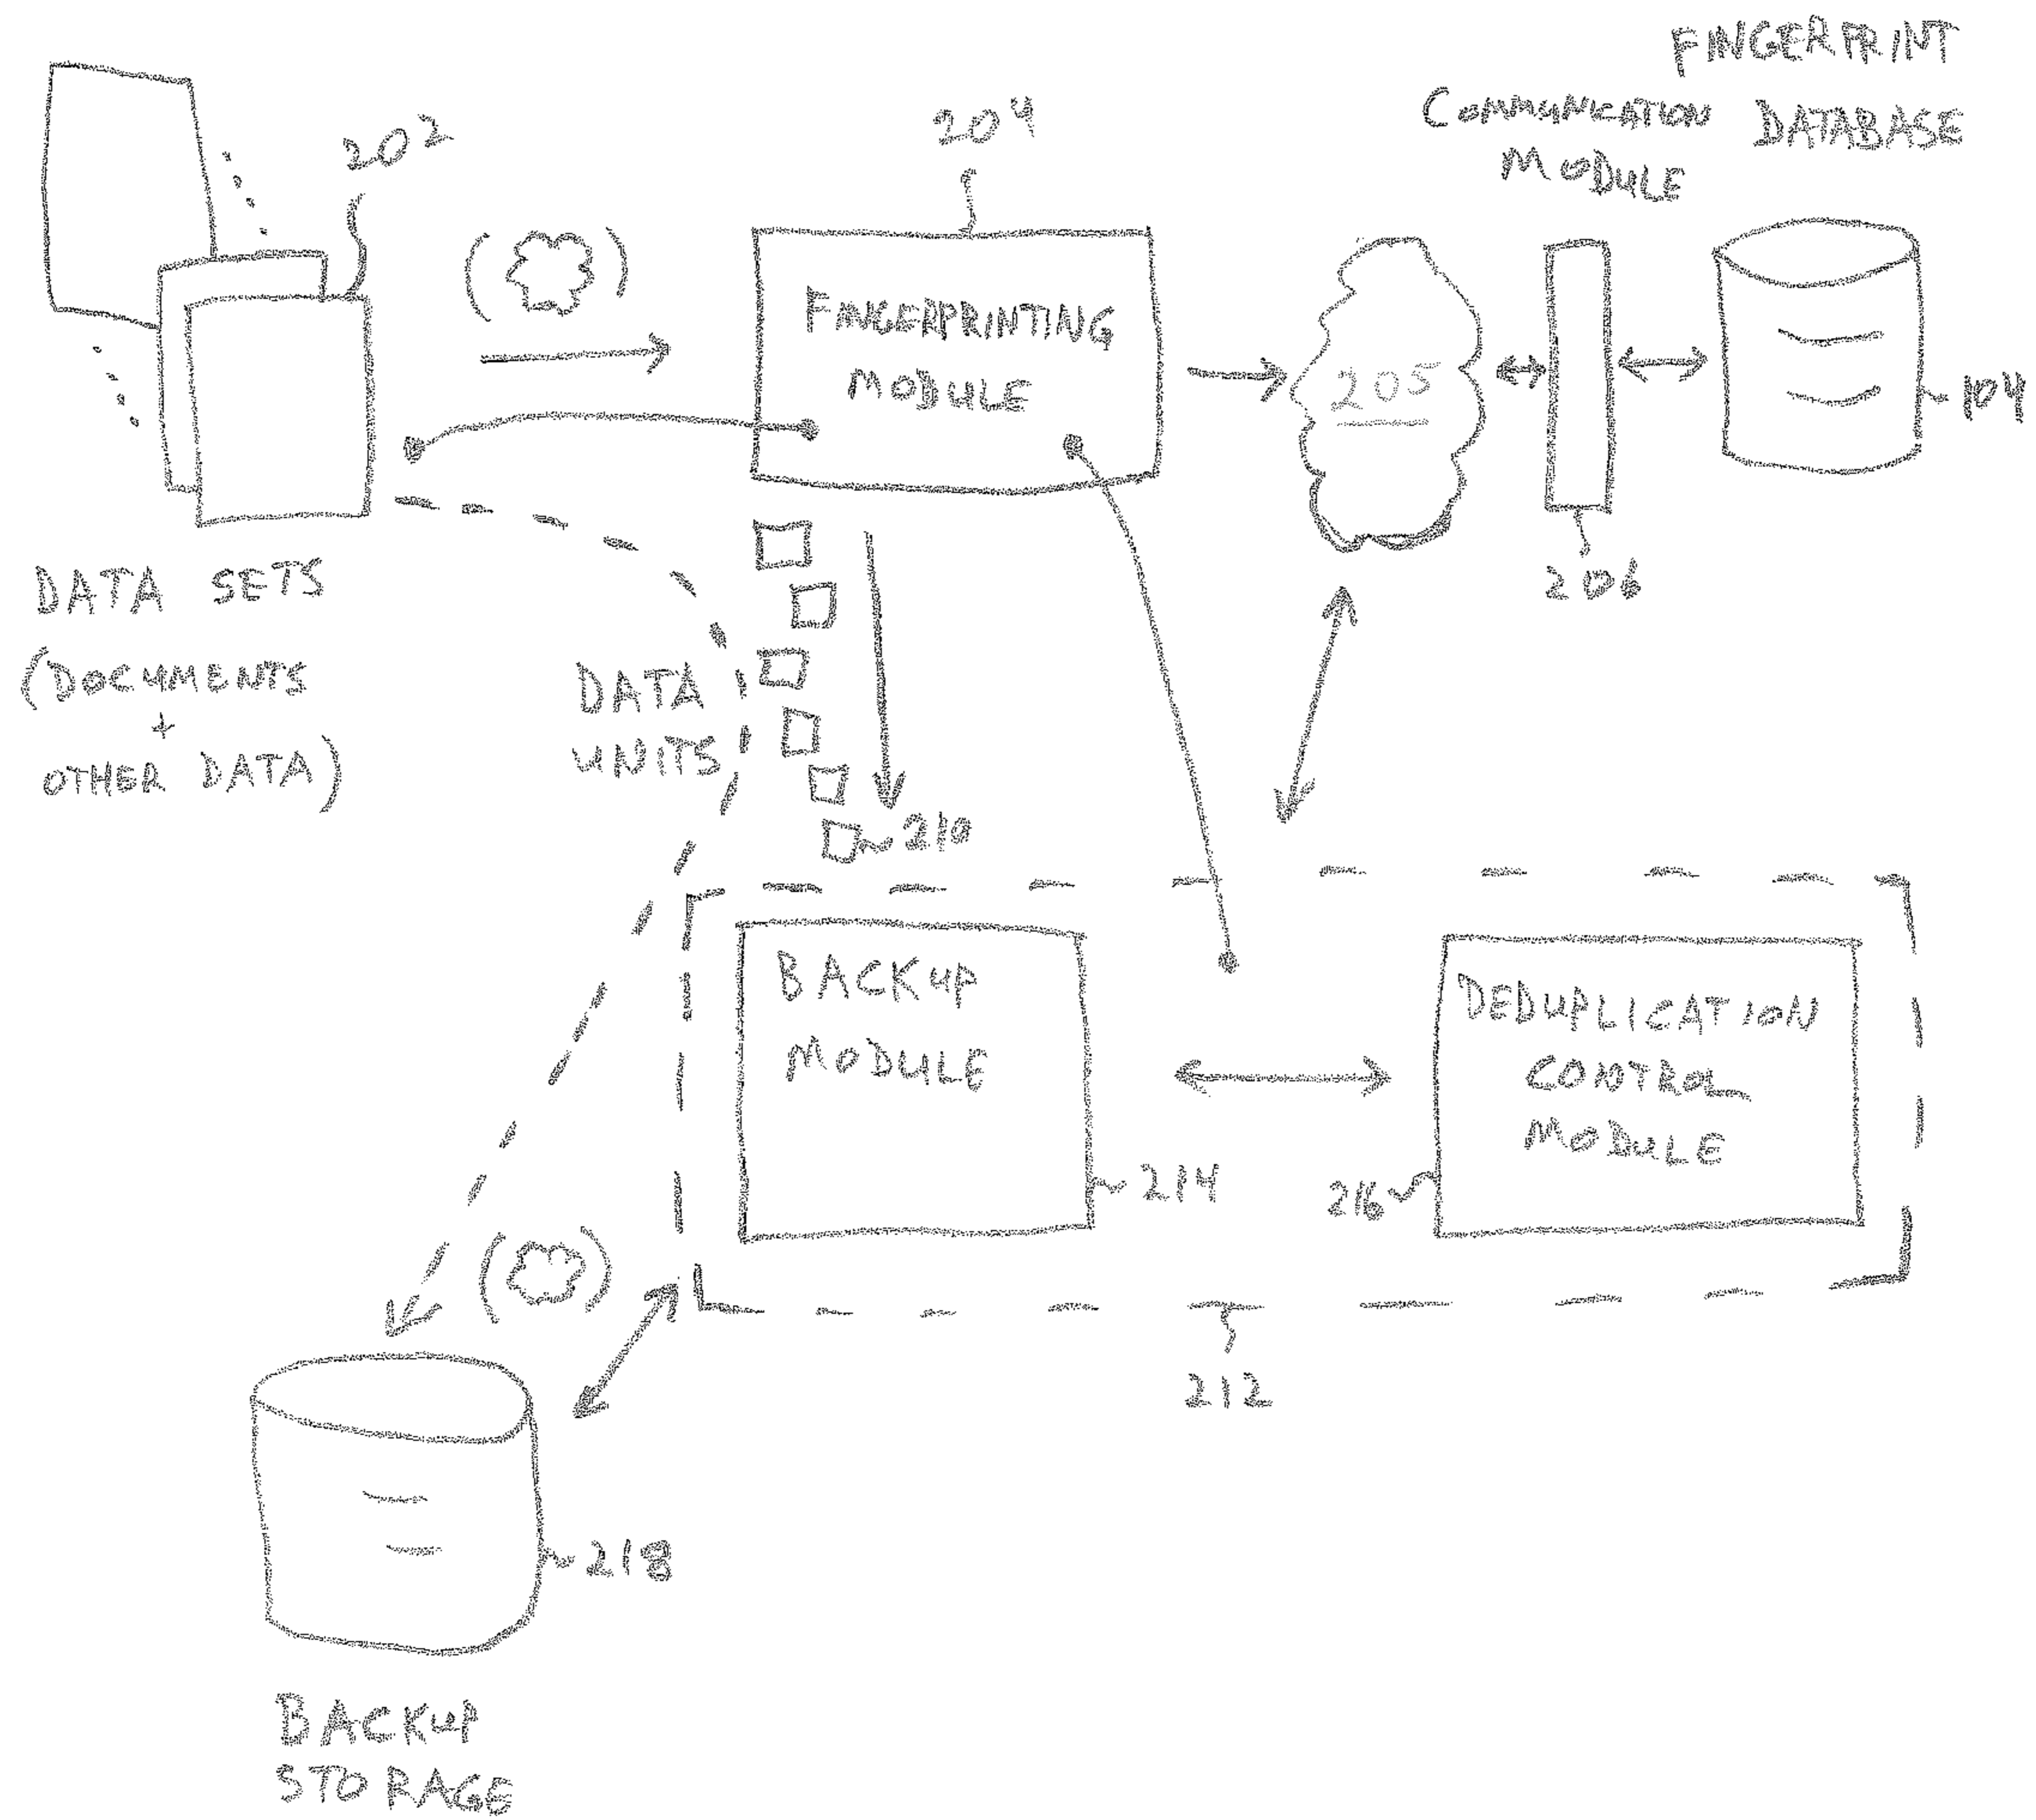 FINGERPRINT
DATABASE
COMMUNICATION
MODULE
202
204
FINGERPRINTING
MODULE
205
104
206
DATA SETS
(DOCUMENTS
+
OTHER DATA)
DATA
UNITS
210
BACKUP
MODULE
DEDUPLICATION
CONTROL
MODULE
214
216
212
218
BACKUP
STORAGE